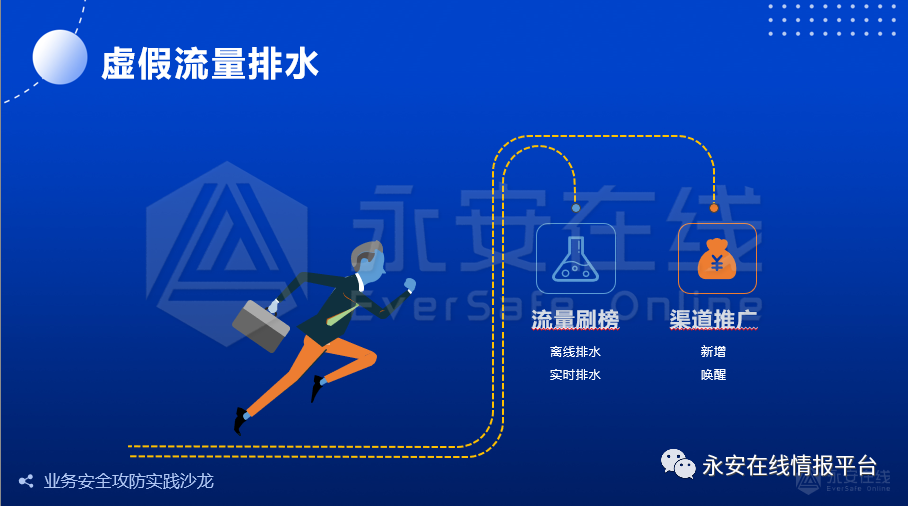 虚假流量排水
永安在线
EverSafe Online
流量刷榜
渠道推广
离线排水
新增
实时排水
唤醒
¥
业务安全攻防实践沙龙
永安在线情报平台
永安在线
EverSafe Online